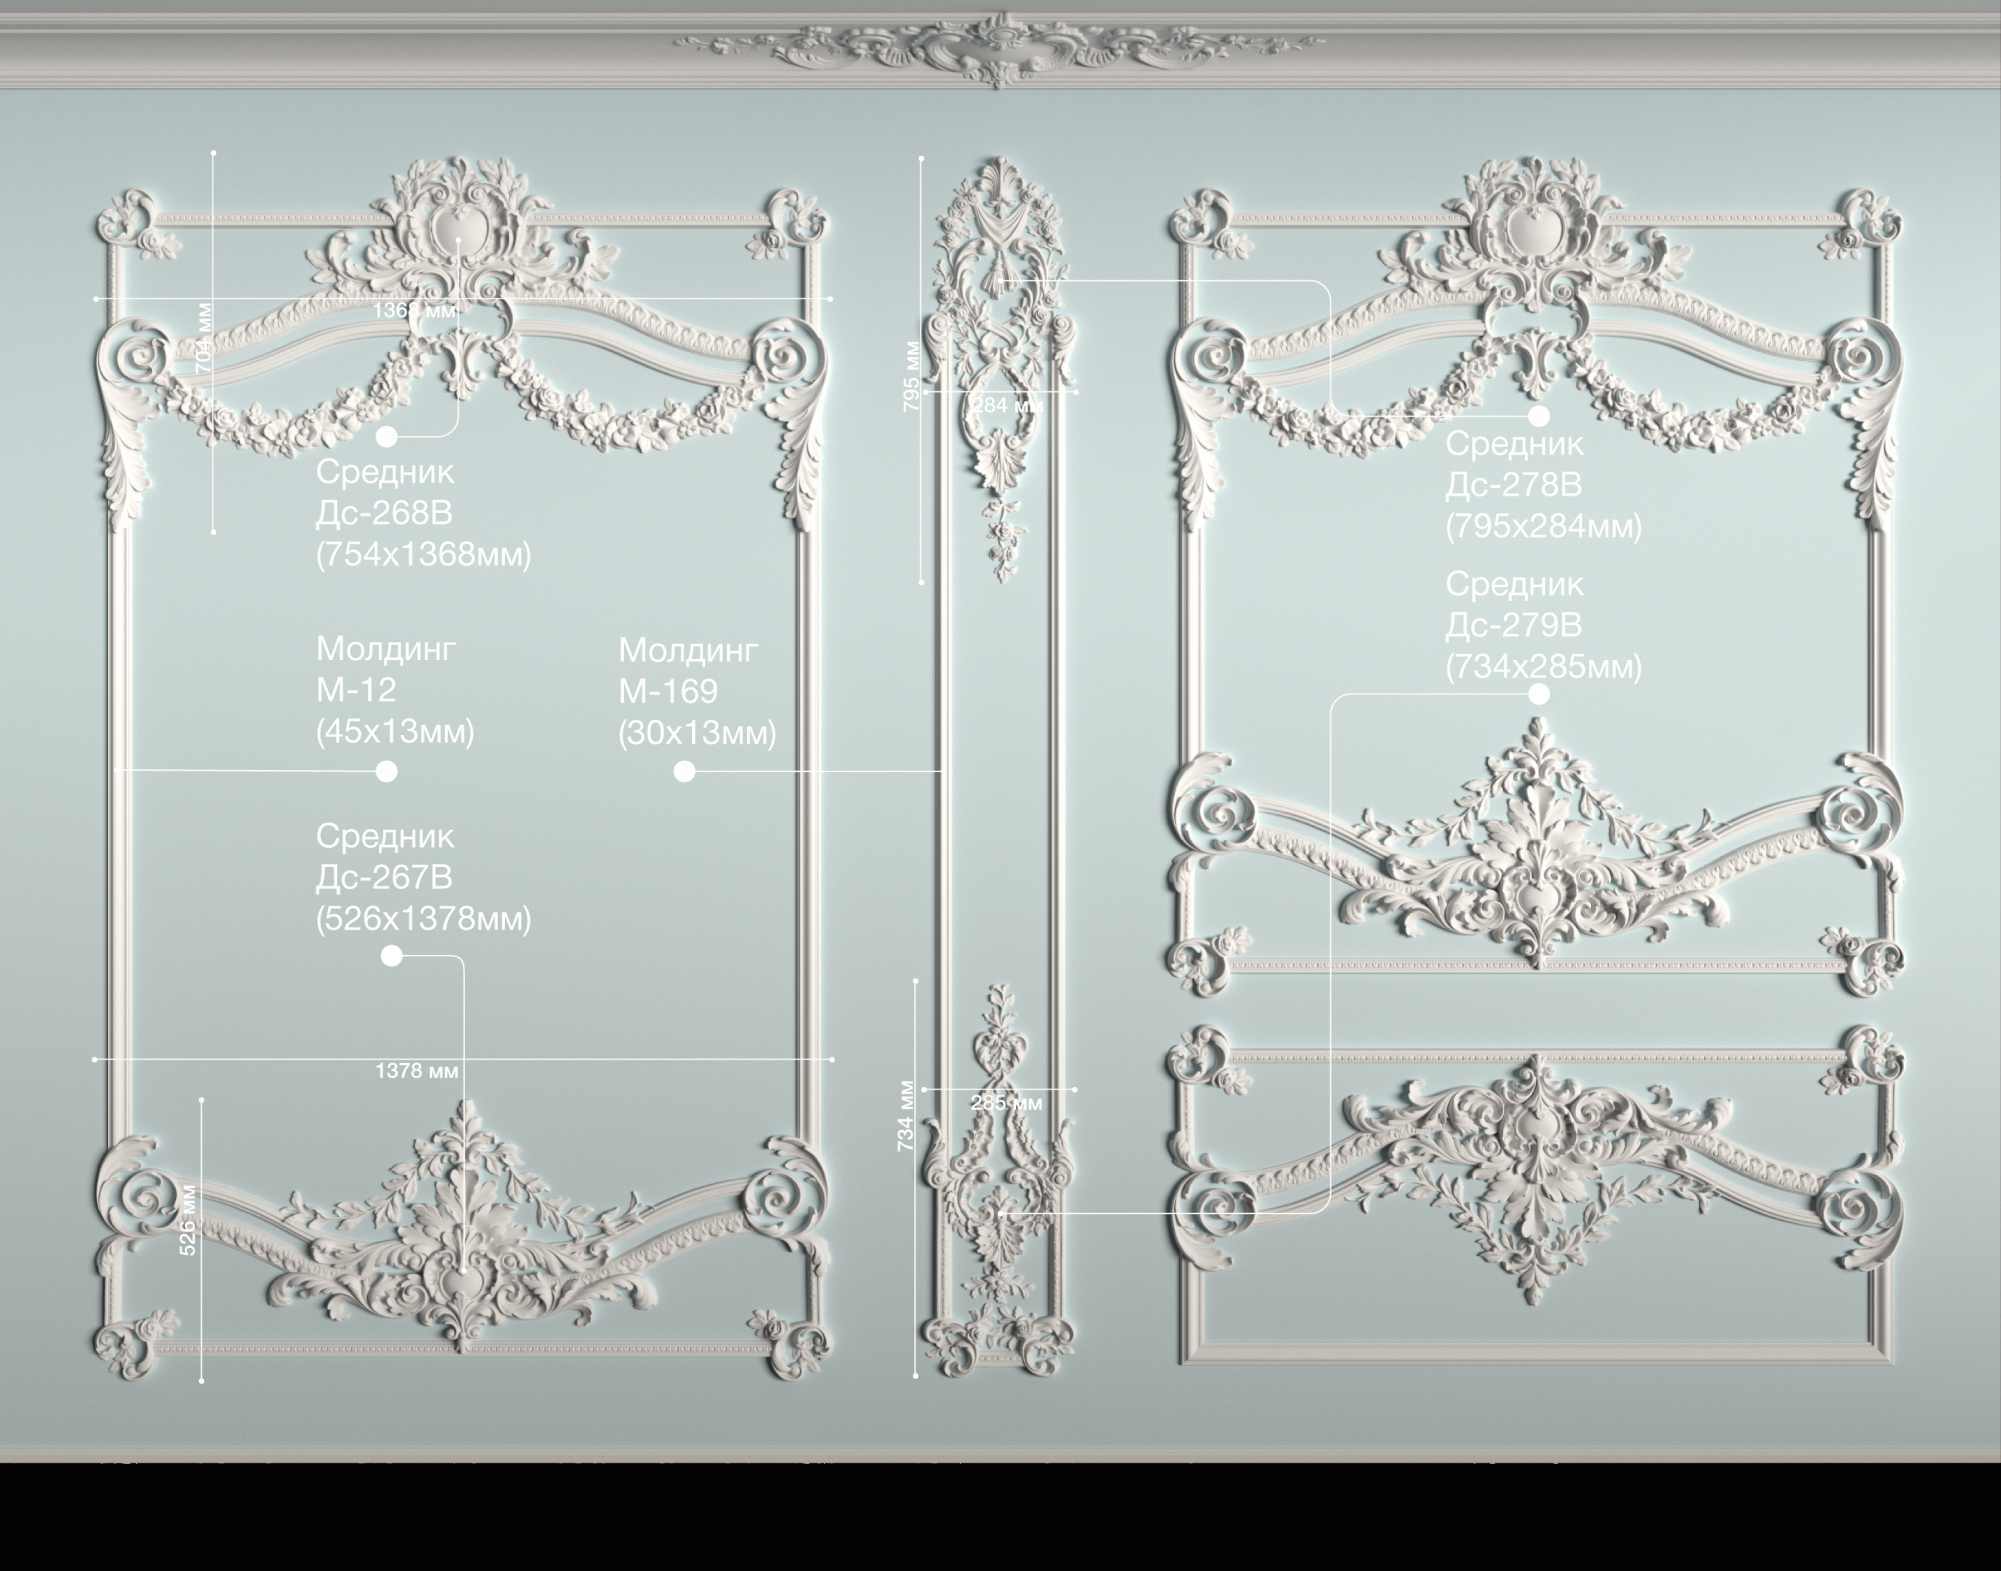 1368 мм
704 мм
Средник
Дс-268В
(754х1368мм)
Молдинг
М-12
(45х13мм)
Молдинг
М-169
(30х13мм)
Средник
Дс-267В
(526х1378мм)
1378 мм
526 мм
795 мм
284 мм
734 мм
285 мм
Средник
Дс-278В
(795х284мм)
Средник
Дс-279В
(734х285мм)